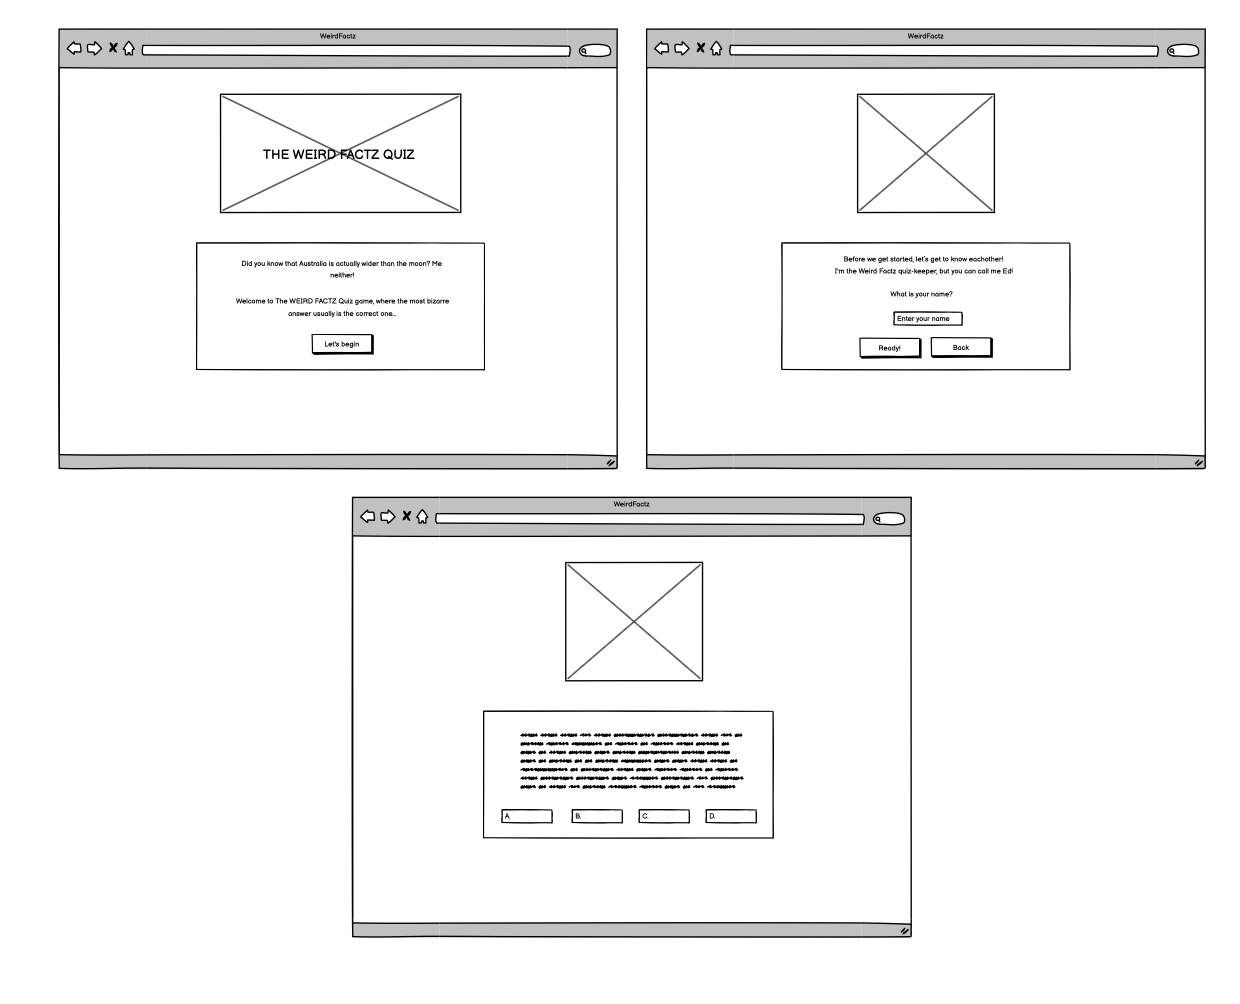 WeirdFactz
THE WEIRD FACTZ QUIZ
Did you know that Australia is actually wider than the moon? Me
neither!
Welcome to The WEIRD FACTZ Quiz game, where the most bizarre
answer usually is the correct one...
Let's begin
WeirdFactz
Before we get started, let's get to know eachother!
I'm the Weird Factz quiz-keeper, but you can call me Ed!
What is your name?
Enter your name
Ready! Back
WeirdFactz
A. B. C. D.